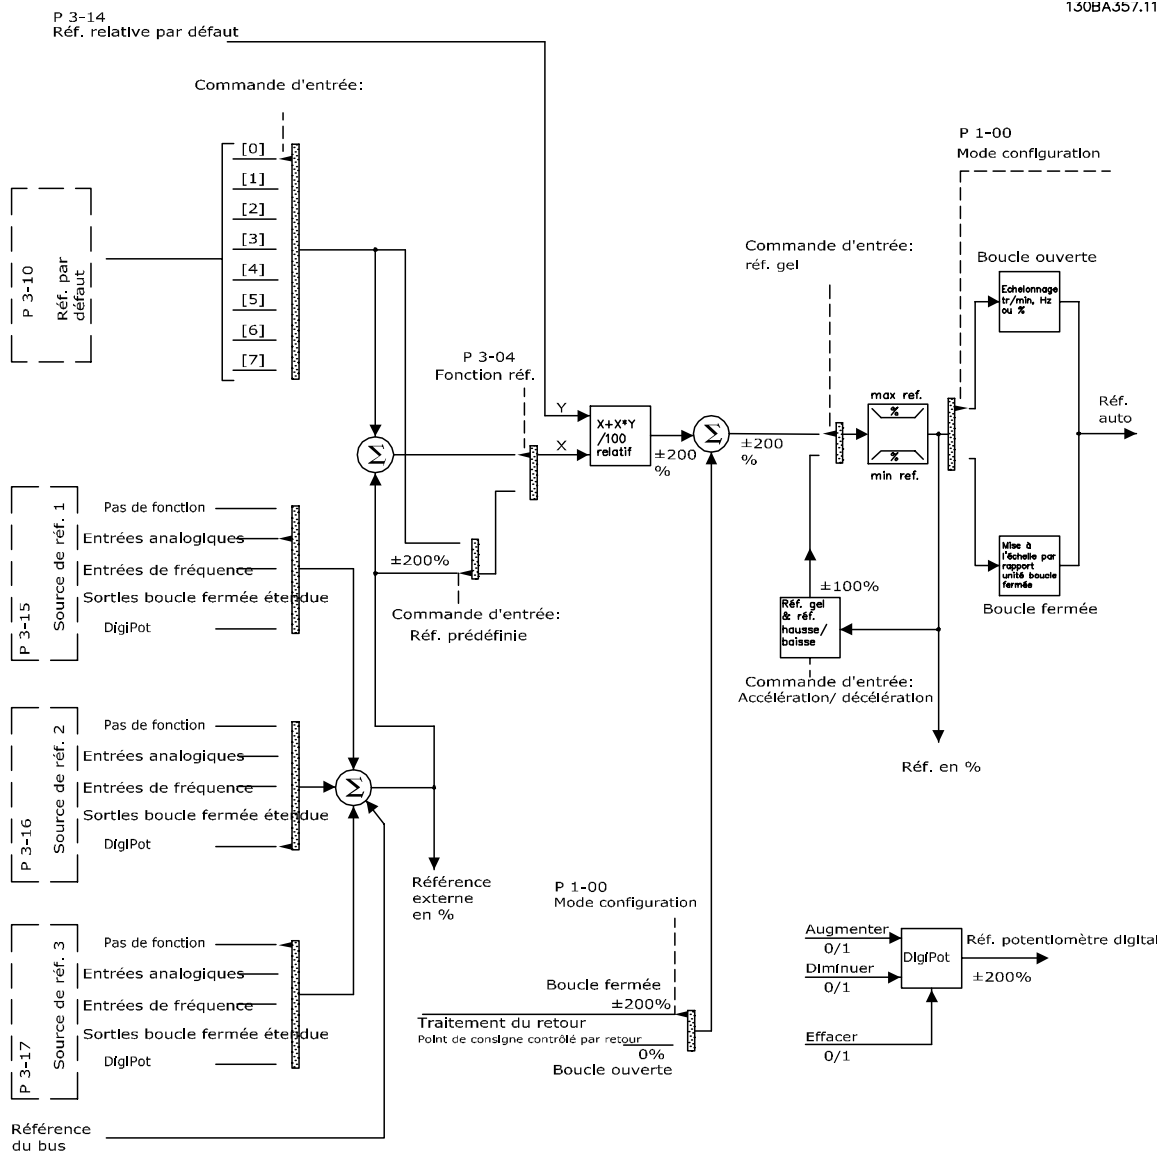 130BA357.11
P 3-14
Réf. relative par défaut
Commande d'entrée:
P 1-00
Mode configuration
[0]
[1]
[2]
[3]
[4]
[5]
[6]
[7]
P 3-10
Réf. par
défaut
Commande d'entrée:
réf. gel
Boucle ouverte
Echelonnage
tr/min, Hz
ou %
P 3-04
Fonction réf.
Y
X
X+X*Y
/100
relatif
Σ
±200
%
±200
%
max ref.
%
%
min ref.
Réf.
auto
Σ
P 3-15
Source de réf. 1
Pas de fonction
Entrées analogiques
Entrées de fréquence
Sorties boucle fermée étendue
DigiPot
±200%
Commande d'entrée:
Réf. prédéfinie
Mise à
l'échelle par
rapport
unité boucle
fermée
Boucle fermée
±100%
Réf. gel
& réf.
hausse/
baisse
Commande d'entrée:
Accélération/ décélération
Réf. en %
P 3-16
Source de réf. 2
Pas de fonction
Entrées analogiques
Entrées de fréquence
Sorties boucle fermée étendue
DigiPot
Σ
Référence
externe
en %
P 1-00
Mode configuration
P 3-17
Source de réf. 3
Pas de fonction
Entrées analogiques
Entrées de fréquence
Sorties boucle fermée étendue
DigiPot
Boucle fermée
±200%
Traitement du retour
Point de consigne contrôlé par retour
0%
Boucle ouverte
Augmenter
0/1
Diminuer
0/1
Effacer
0/1
DigiPot
Réf. potentiomètre digital
±200%
Référence
du bus